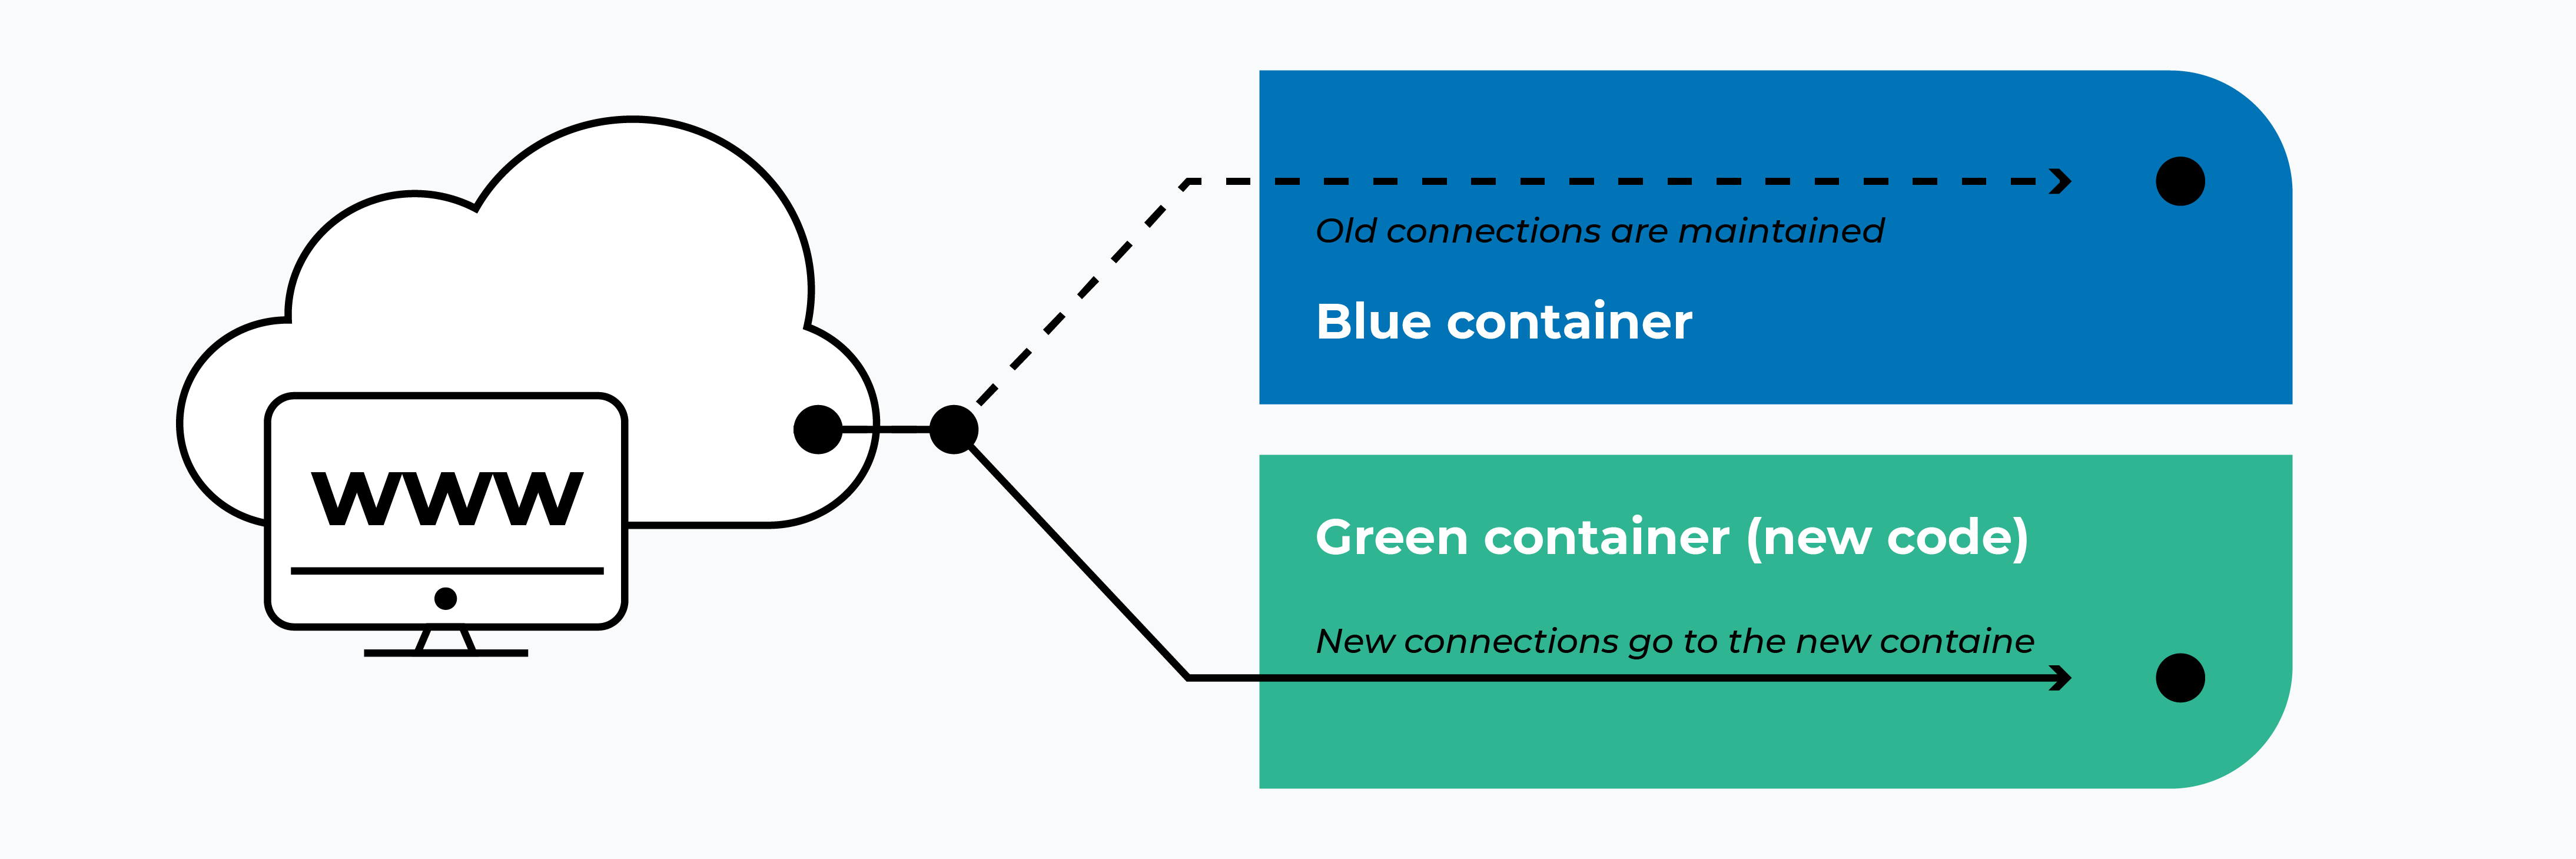 www
Old connections are maintained
Blue container
Green container (new code)
New connections go to the new containe